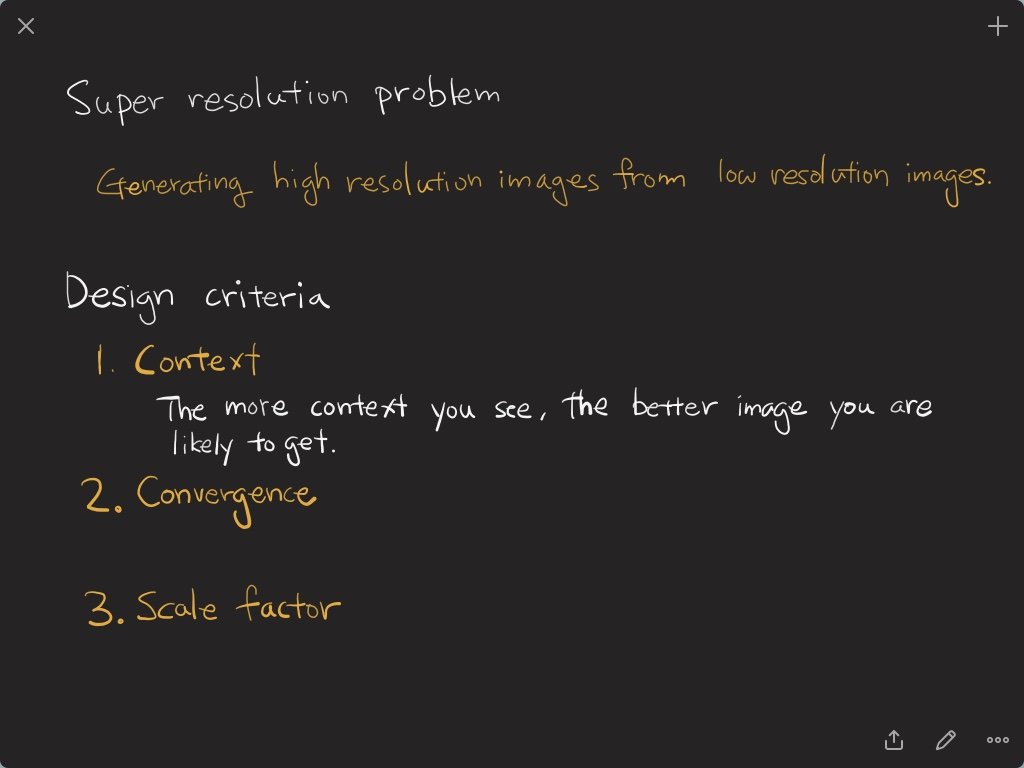 Super resolution problem
Generating high resolution images from low resolution images.
Design criteria
1. Context
The more context you see, the better image you are
likely to get.
2. Convergence
3. Scale factor